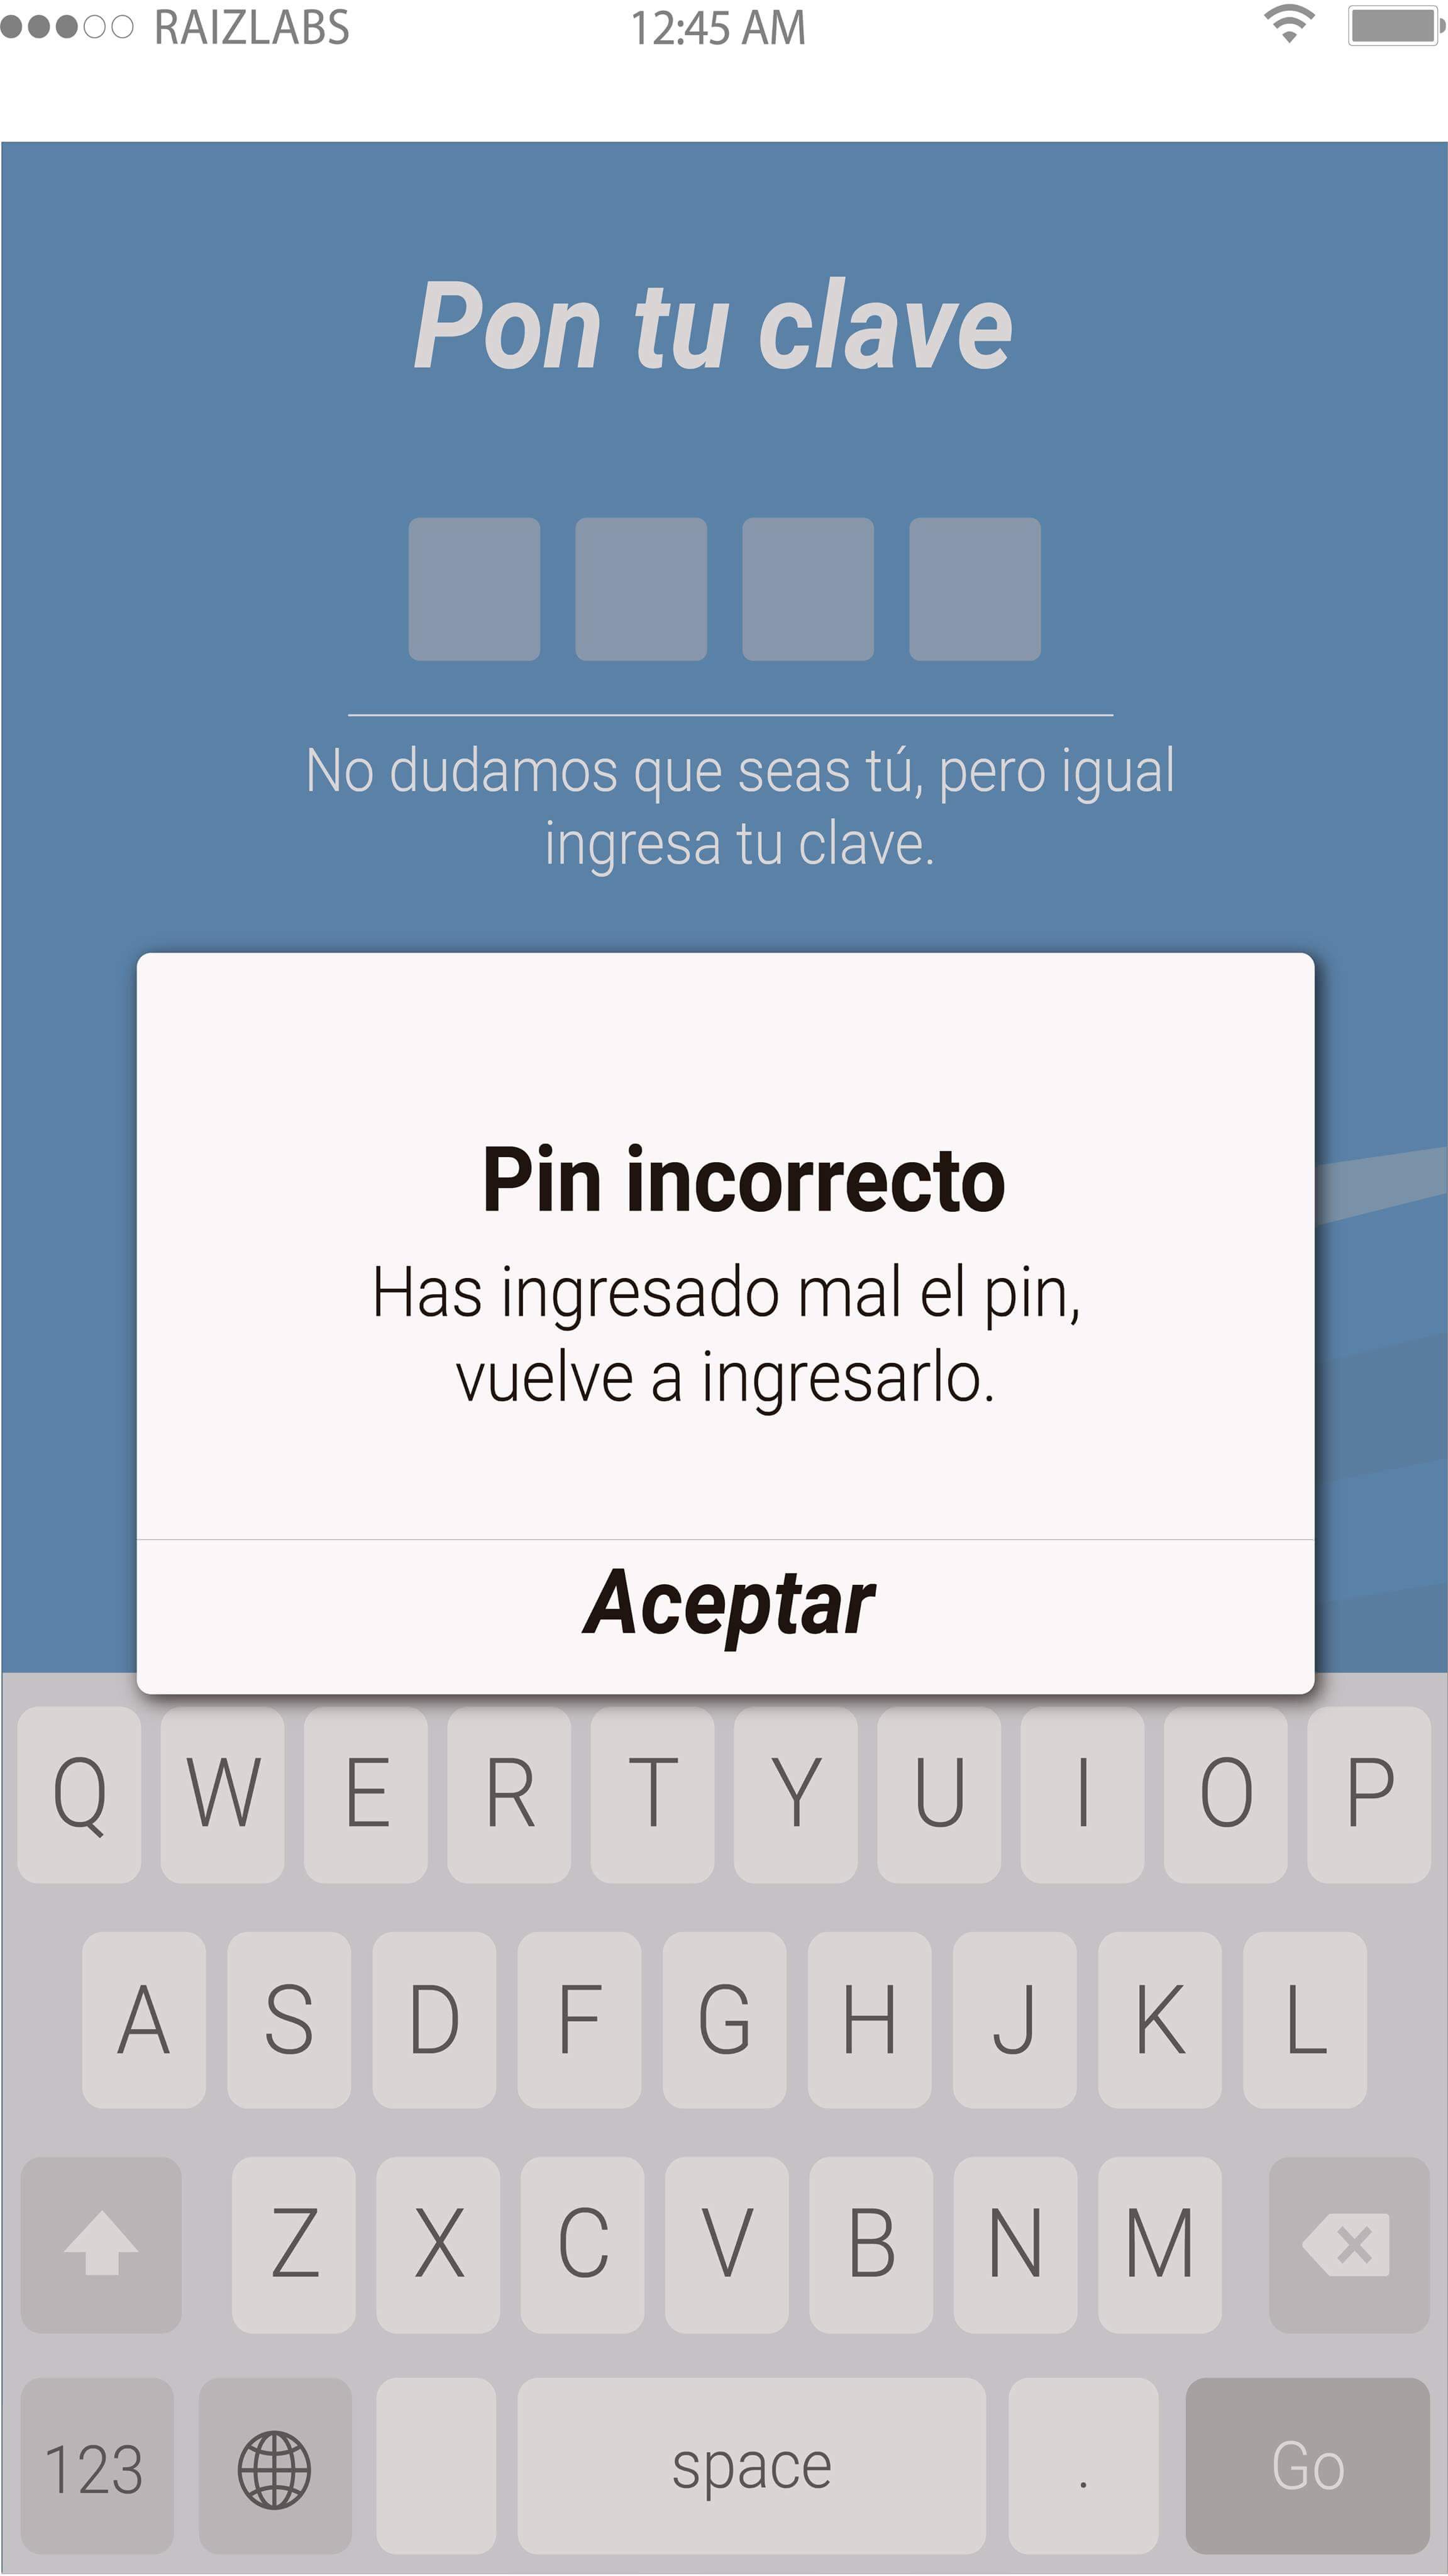 RAIZLABS 12:45 AM
Pon tu clave
No dudamos que seas tú, pero igual
ingresa tu clave.
Pin incorrecto
Has ingresado mal el pin,
vuelve a ingresarlo.
Aceptar
Q W E R T Y U I O P
A S D F G H J K L
Z X C V B N M
123 space . Go